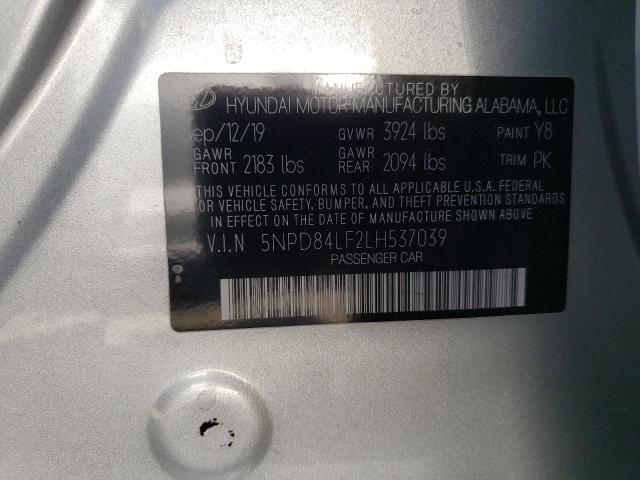 MANUFACTURED BY
HYUNDAI MOTOR MANUFACTURING ALABAMA, LLC
Sep/12/19 GVWR 3924 lbs PAINT Y8
GAWR FRONT 2183 lbs GAWR REAR 2094 lbs TRIM PK
THIS VEHICLE CONFORMS TO ALL APPLICABLE U.S.A. FEDERAL
MOTOR VEHICLE SAFETY, BUMPER, AND THEFT PREVENTION STANDARDS
IN EFFECT ON THE DATE OF MANUFACTURE SHOWN ABOVE
V.I.N 5NPD84LF2LH537039
PASSENGER CAR